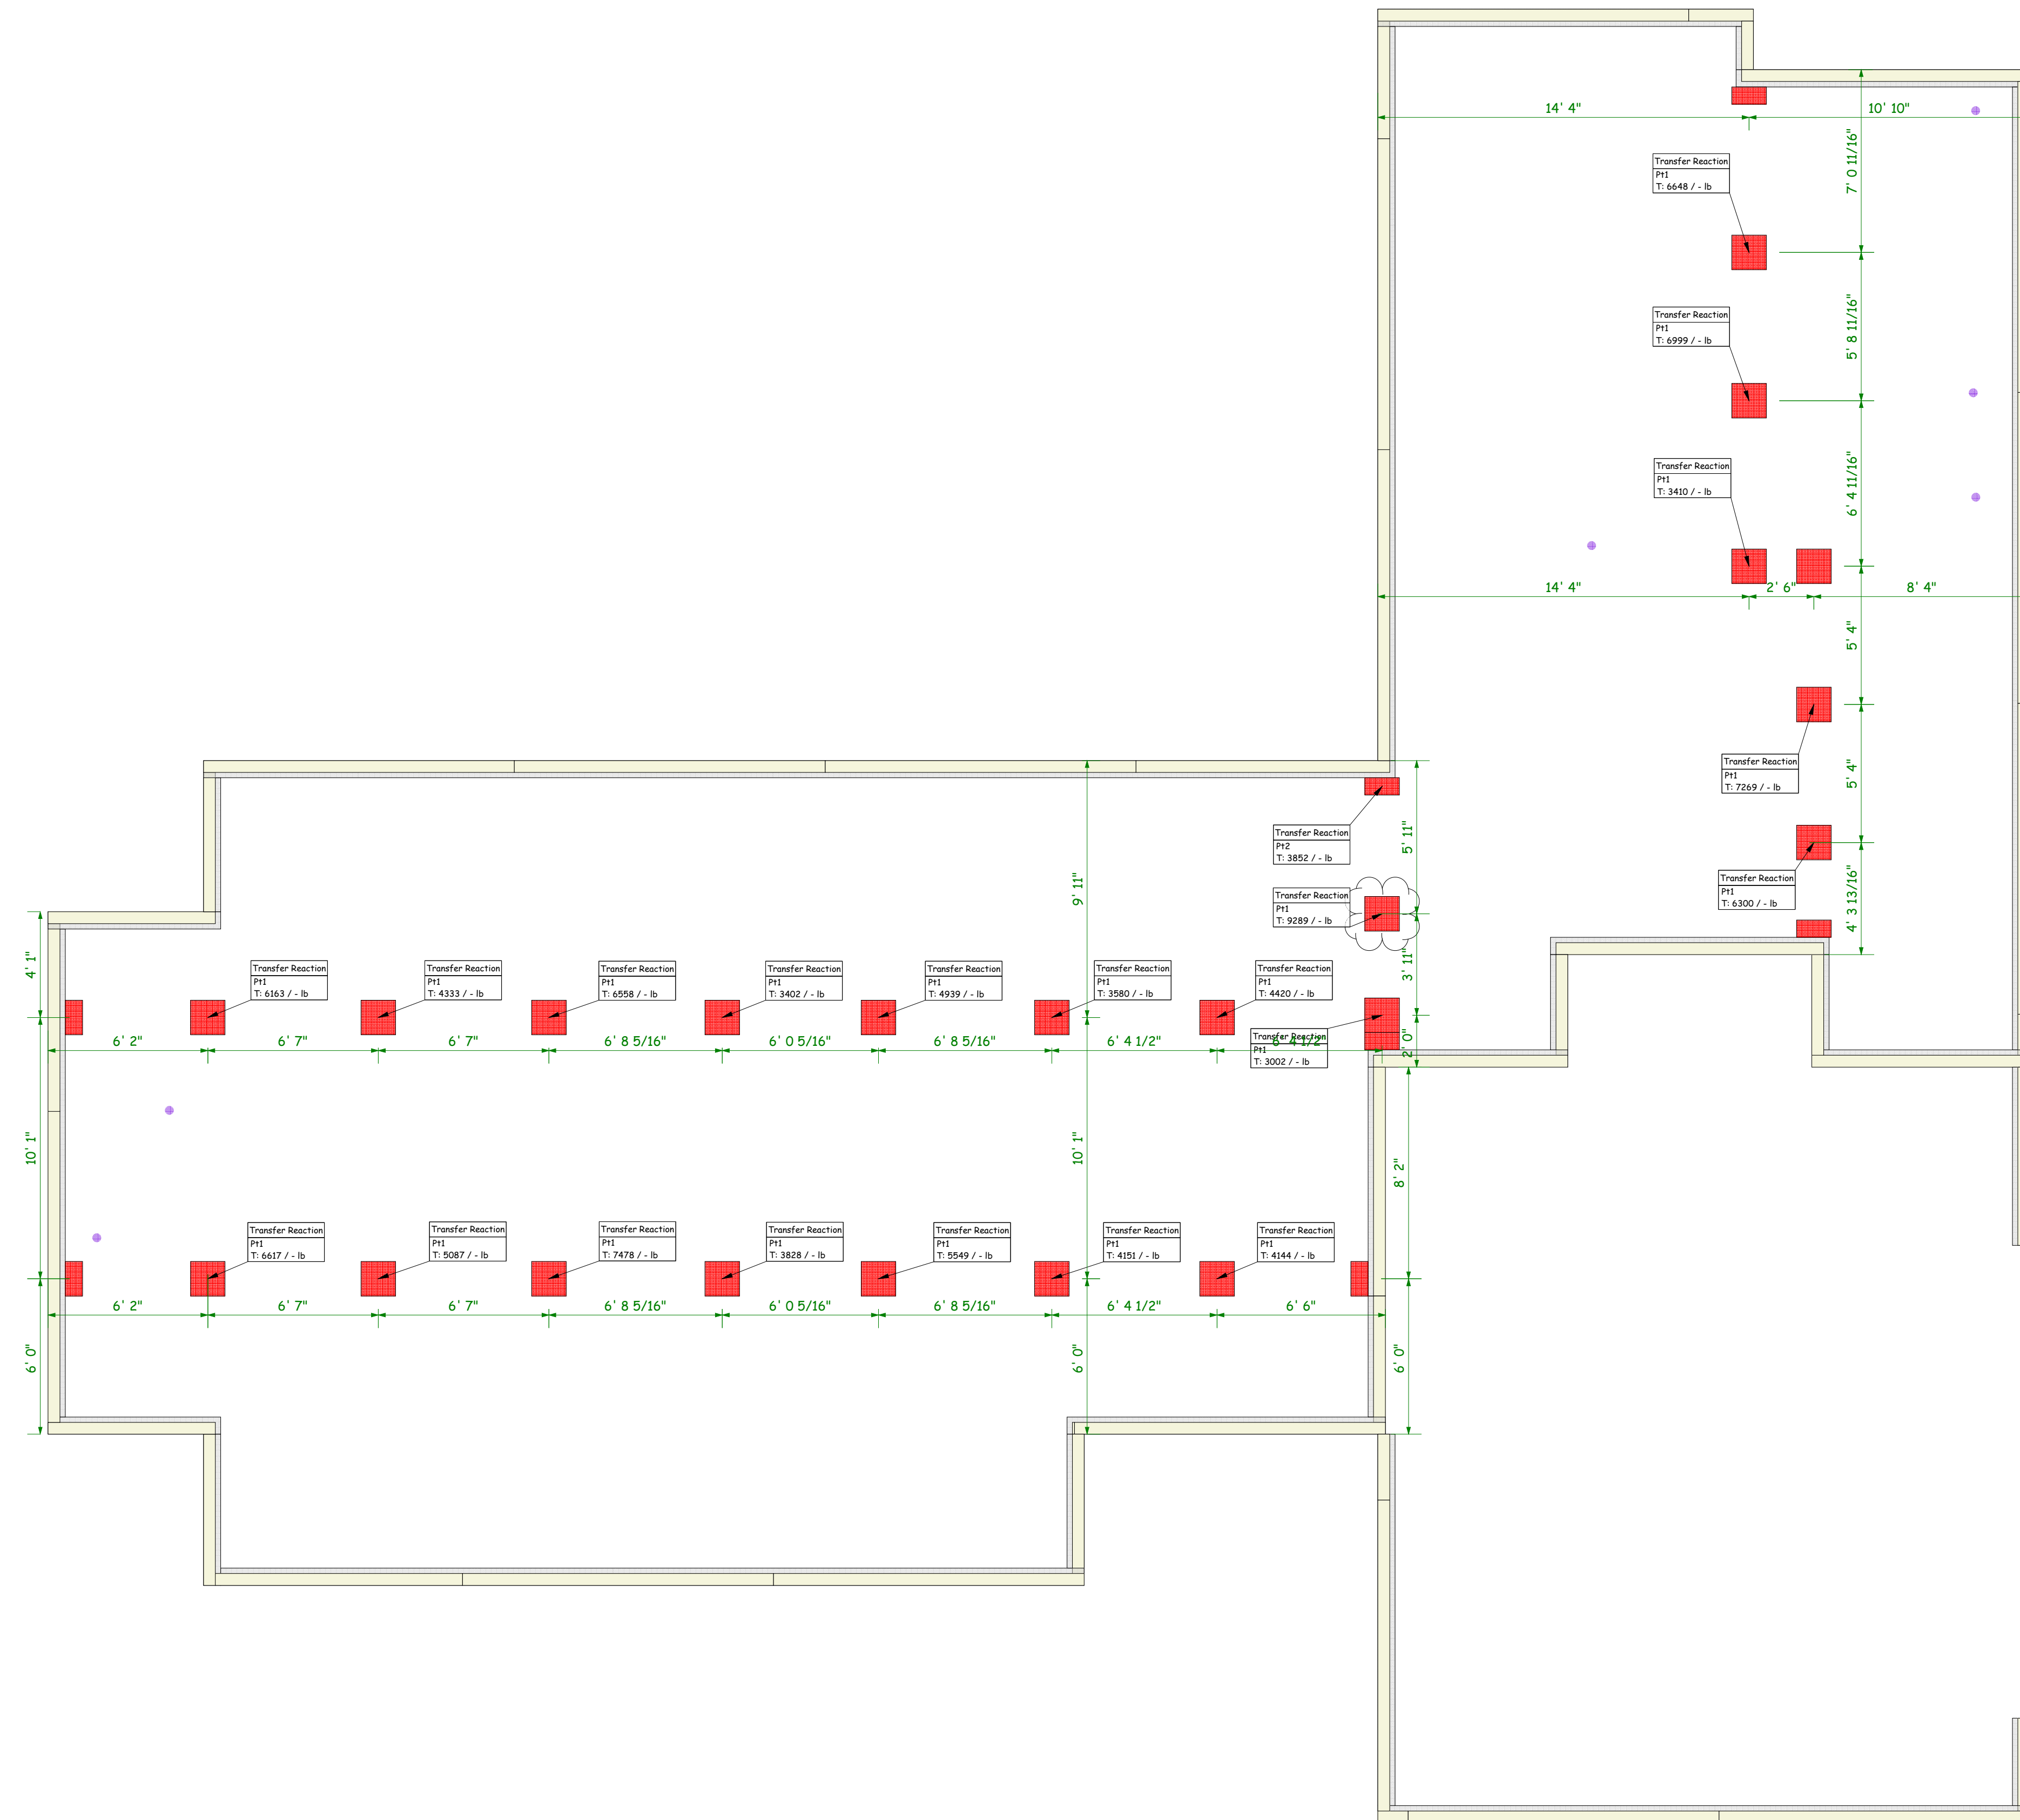 14' 4"
10' 10"
7' 0 11/16"
Transfer Reaction
Pt1
T: 6648 / - lb
5' 8 11/16"
Transfer Reaction
Pt1
T: 6999 / - lb
6' 4 11/16"
Transfer Reaction
Pt1
T: 3410 / - lb
14' 4"
2' 6"
8' 4"
5' 4"
Transfer Reaction
Pt1
T: 7269 / - lb
5' 4"
5' 11"
Transfer Reaction
Pt2
T: 3852 / - lb
9' 11"
Transfer Reaction
Pt1
T: 9289 / - lb
Transfer Reaction
Pt1
T: 6300 / - lb
4' 3 13/16"
4' 1"
Transfer Reaction
Pt1
T: 6163 / - lb
Transfer Reaction
Pt1
T: 4333 / - lb
Transfer Reaction
Pt1
T: 6558 / - lb
Transfer Reaction
Pt1
T: 3402 / - lb
Transfer Reaction
Pt1
T: 4939 / - lb
Transfer Reaction
Pt1
T: 3580 / - lb
Transfer Reaction
Pt1
T: 4420 / - lb
3' 11"
6' 2"
6' 7"
6' 7"
6' 8 5/16"
6' 0 5/16"
6' 8 5/16"
6' 4 1/2"
6' 4 1/2"
Transfer Reaction
Pt1
T: 3002 / - lb
2' 0"
10' 1"
10' 1"
8' 2"
Transfer Reaction
Pt1
T: 6617 / - lb
Transfer Reaction
Pt1
T: 5087 / - lb
Transfer Reaction
Pt1
T: 7478 / - lb
Transfer Reaction
Pt1
T: 3828 / - lb
Transfer Reaction
Pt1
T: 5549 / - lb
Transfer Reaction
Pt1
T: 4151 / - lb
Transfer Reaction
Pt1
T: 4144 / - lb
6' 2"
6' 7"
6' 7"
6' 8 5/16"
6' 0 5/16"
6' 8 5/16"
6' 4 1/2"
6' 6"
6' 0"
6' 0"
6' 0"